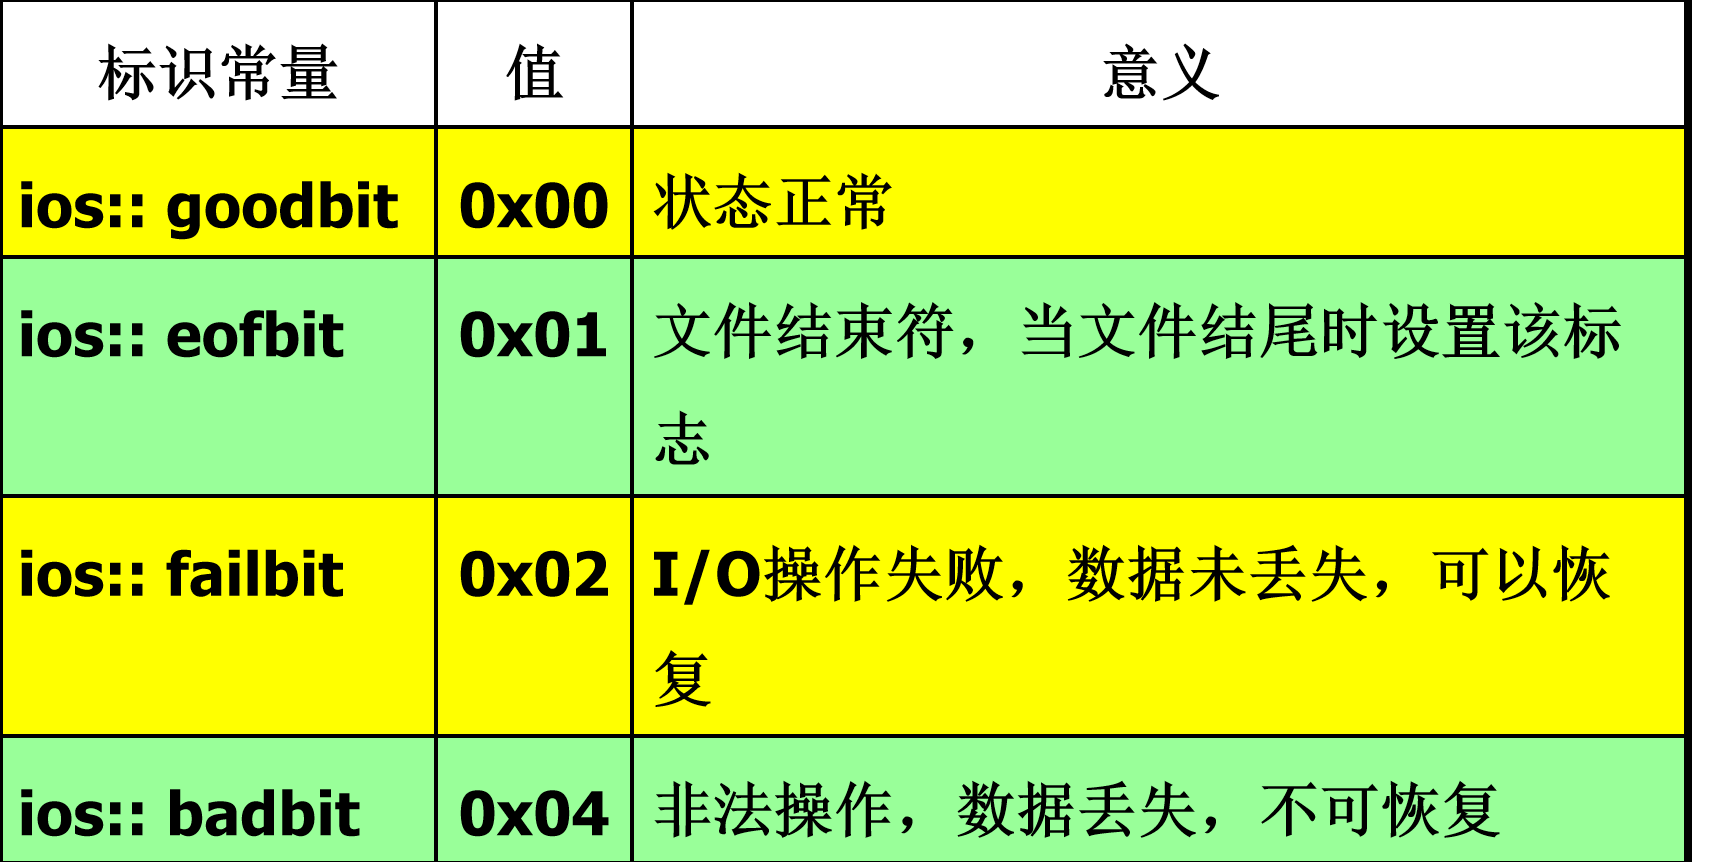 标识常量 值 意义
ios:: goodbit 0x00 状态正常
ios:: eofbit 0x01 文件结束符，当文件结尾时设置该标
志
ios:: failbit 0x02 I/O操作失败，数据未丢失，可以恢
复
ios:: badbit 0x04 非法操作，数据丢失，不可恢复